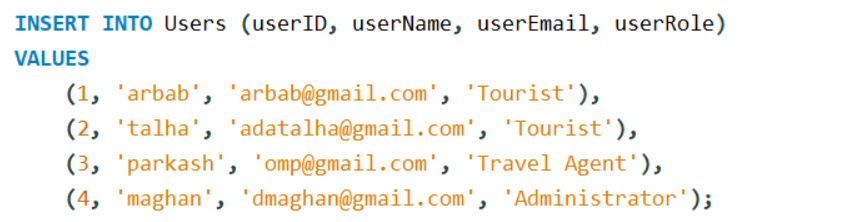 INSERT INTO Users (userID, userName, userEmail, userRole)
VALUES
(1, 'arbab', 'arbab@gmail.com', 'Tourist'),
(2, 'talha', 'adatalha@gmail.com', 'Tourist'),
(3, 'parkash', 'omp@gmail.com', 'Travel Agent'),
(4, 'maghan', 'dmaghan@gmail.com', 'Administrator');